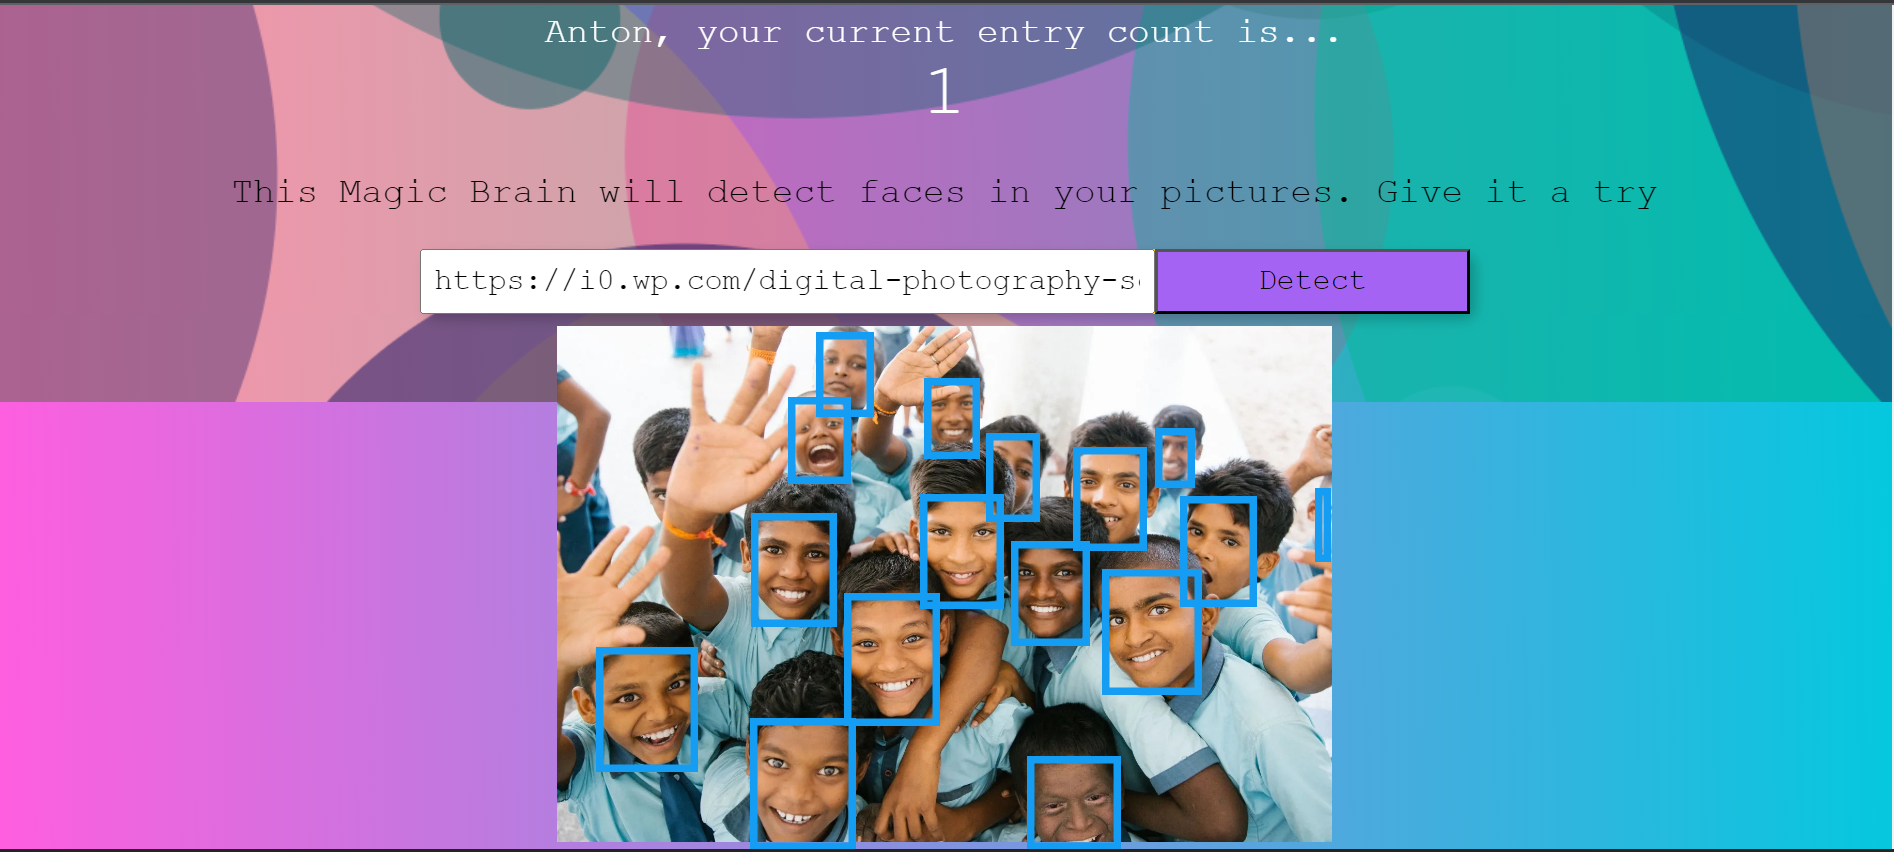 Anton, your current entry count is...
1
This Magic Brain will detect faces in your pictures. Give it a try
https://i0.wp.com/digital-photography-s
Detect